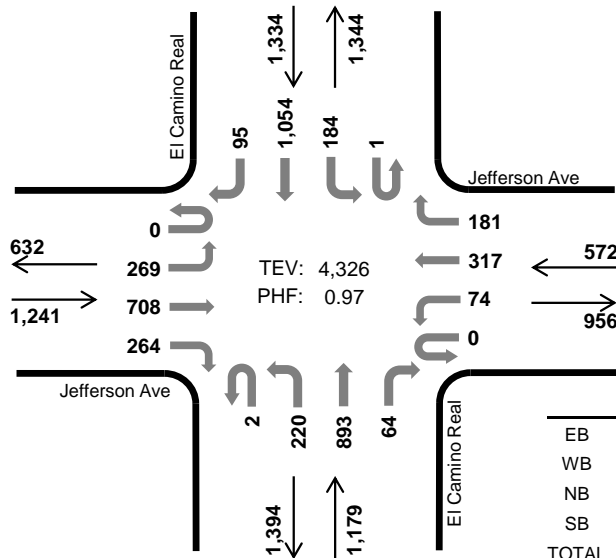 1,334
1,344
El Camino Real
95
1,054
184
1
Jefferson Ave
0
181
632
269
TEV: 4,326
317
572
1,241
708
PHF: 0.97
74
956
264
0
Jefferson Ave
2
220
893
64
El Camino Real
1,394
1,179
EB
WB
NB
SB
TOTAL